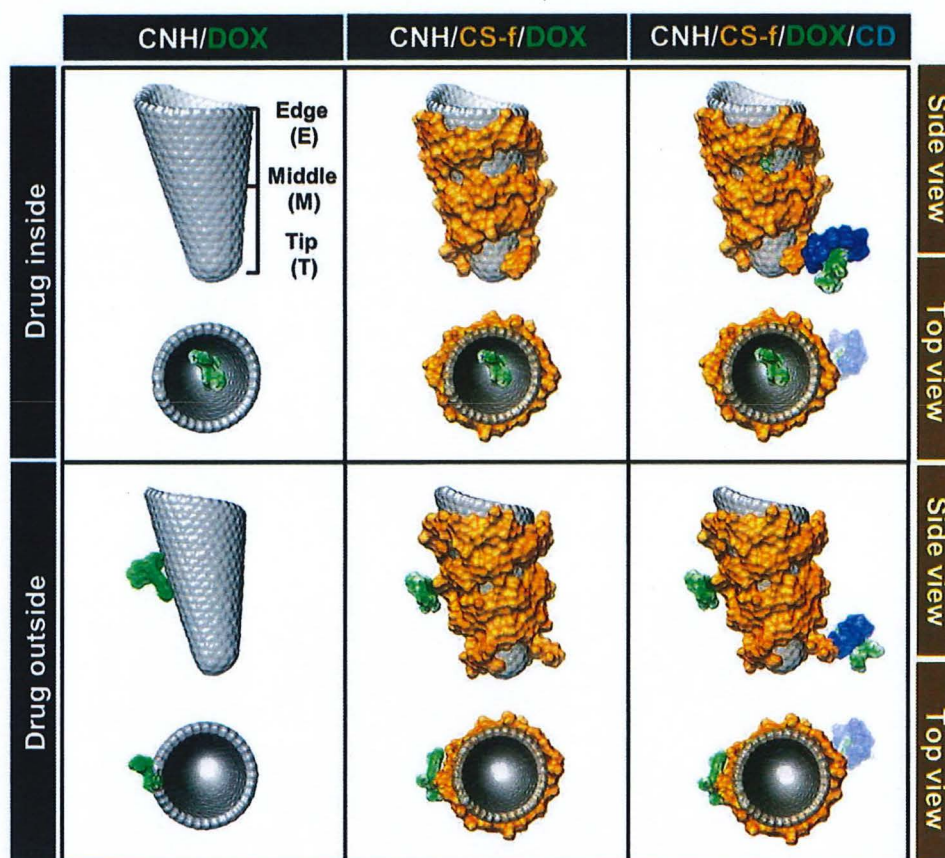 CNH/DOX
CNH/CS-f/DOX
CNH/CS-f/DOX/CD
Drug inside
Edge
(E)
Middle
(M)
Tip
(T)
Side view
Top view
Drug outside
Side view
Top view